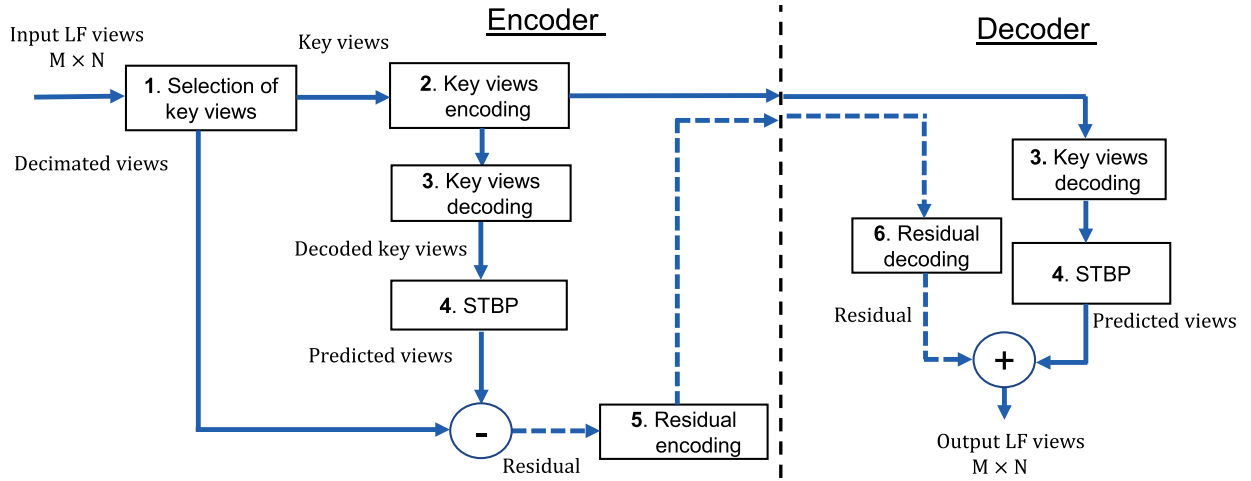 Encoder
Decoder
Input LF views
M × N
Key views
1. Selection of
key views
2. Key views
encoding
Decimated views
3. Key views
decoding
Decoded key views
4. STBP
Predicted views
-
Residual
5. Residual
encoding
3. Key views
decoding
6. Residual
decoding
4. STBP
Residual
Predicted views
+
Output LF views
M × N